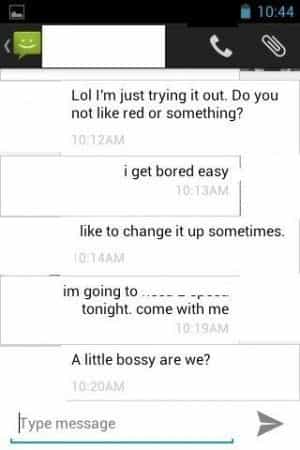 10:44
Lol I'm just trying it out. Do you
not like red or something?
10:12AM
i get bored easy
10:13AM
like to change it up sometimes.
10:14AM
im going to
tonight. come with me
10:19AM
A little bossy are we?
10:20AM
Type message